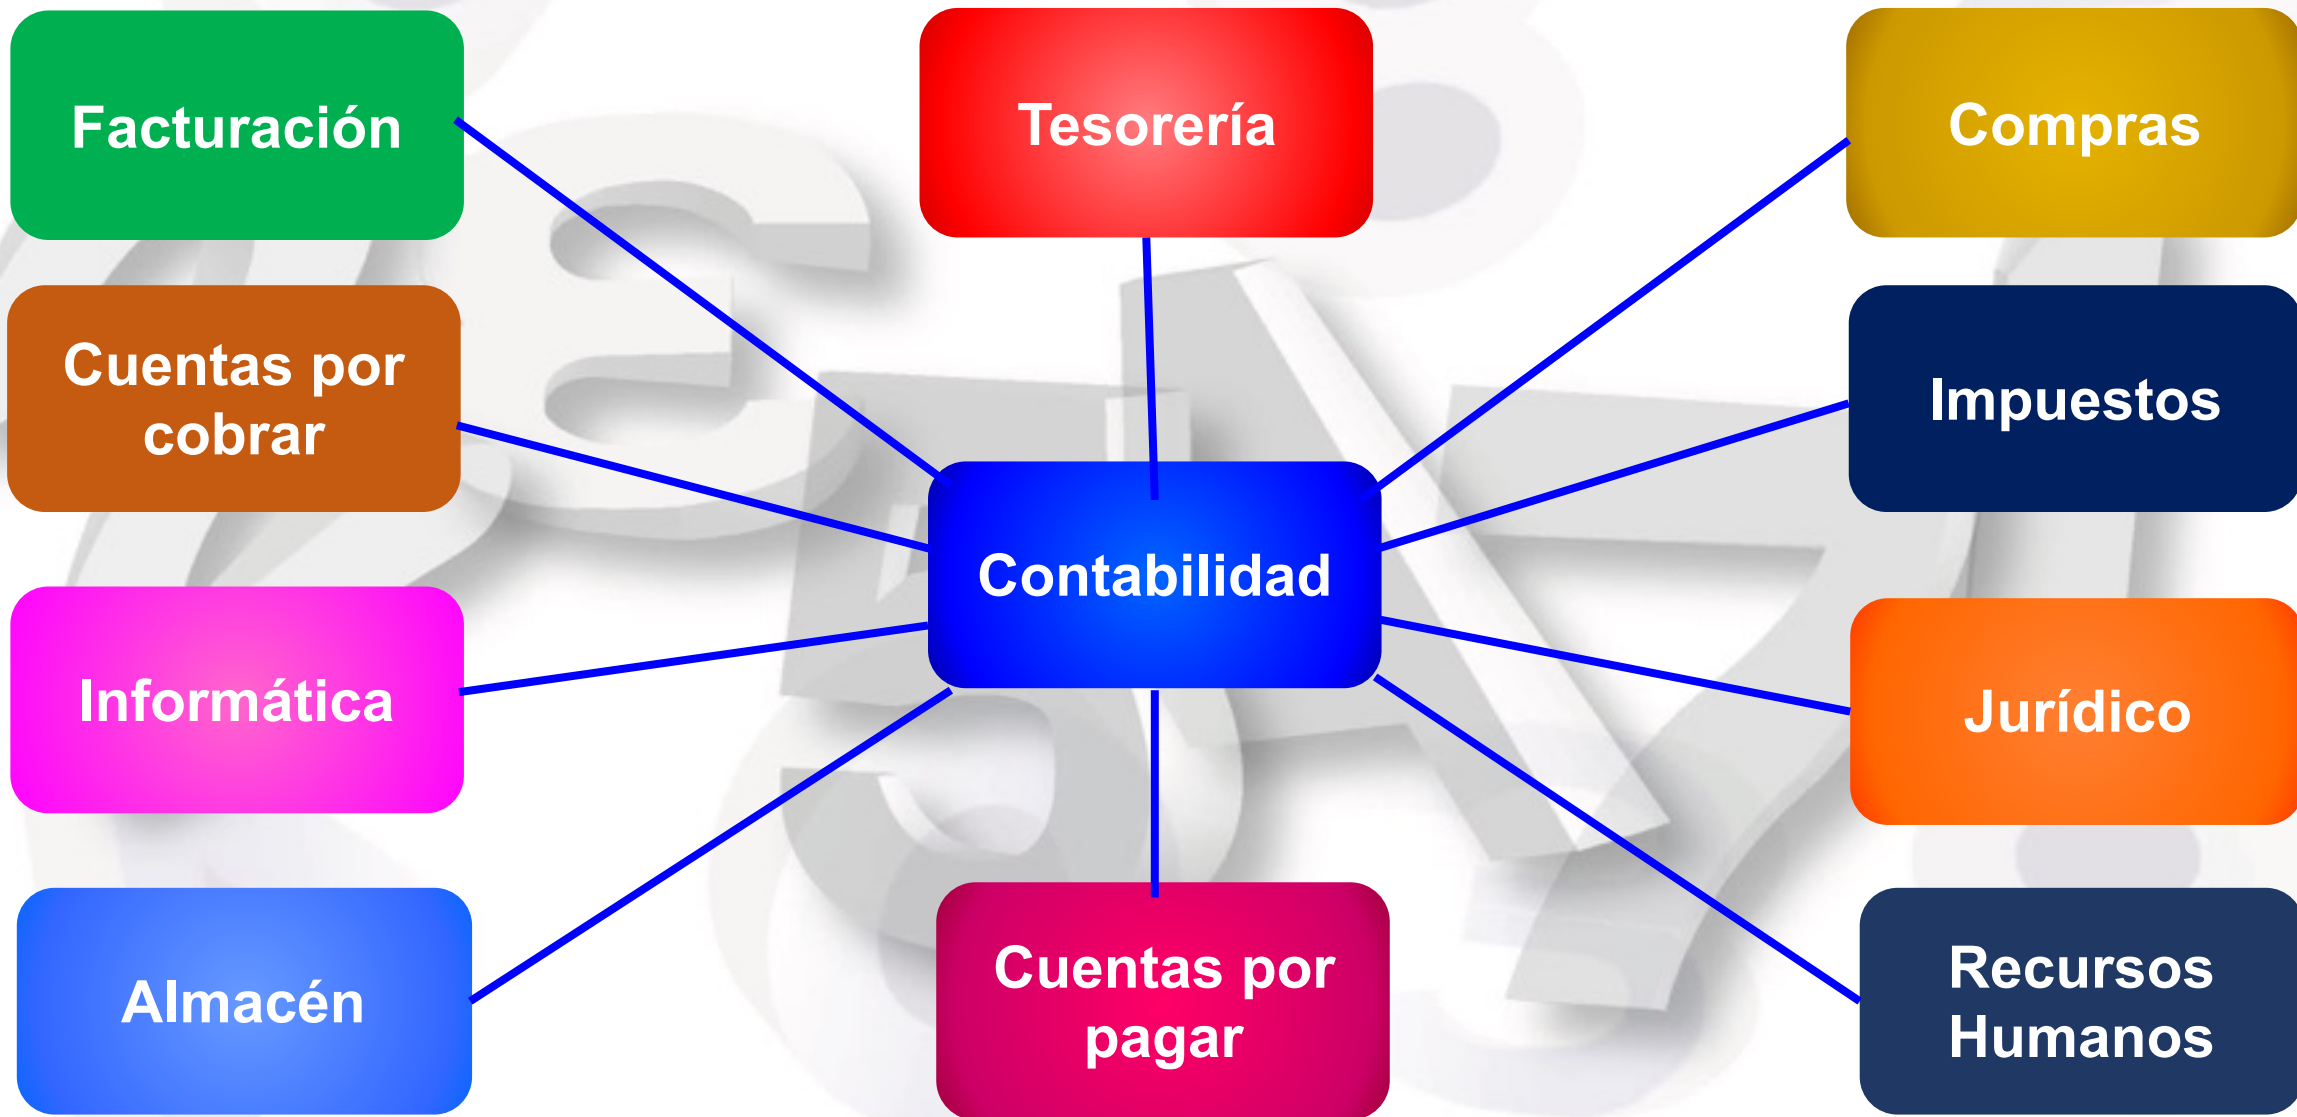 Facturación
Tesorería
Compras
Cuentas por
cobrar
Impuestos
Contabilidad
Informática
Jurídico
Almacén
Cuentas por
pagar
Recursos
Humanos